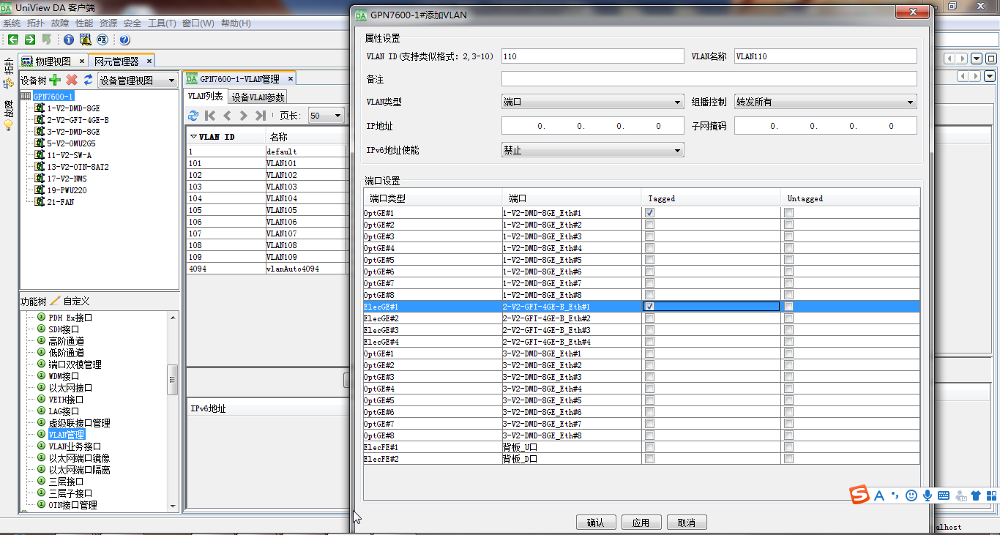 DA UniView DA 客户端
系统 拓扑 故障 性能 资源 安全 工具(T) 窗口(W) 帮助(H)
物理视图 × 网元管理器 ×
拓扑
故障
设备树 设备管理视图
GPN7600-1
1-V2-DMD-8GE
2-V2-GFT-4GE-B
3-V2-DMD-8GE
5-V2-OMU2G5
11-V2-SW-A
13-V2-OTN-8AT2
17-V2-NMS
19-PWU220
21-FAN
功能树 自定义
PDH Ex接口
SDH接口
高阶通道
低阶通道
端口双模管理
WDM接口
以太网接口
VETH接口
LAG接口
虚级联接口管理
VLAN管理
VLAN业务接口
以太网端口镜像
以太网端口隔离
三层接口
三层子接口
OTN接口管理
DA GPN7600-1-VLAN管理 ×
VLAN列表 设备VLAN参数
页长: 50
VLAN ID 名称
1 default
101 VLAN101
102 VLAN102
103 VLAN103
104 VLAN104
105 VLAN105
106 VLAN106
107 VLAN107
108 VLAN108
109 VLAN109
4094 vlanAuto4094
IPv6地址
DA GPN7600-1#添加VLAN
属性设置
VLAN ID(支持类似格式: 2,3-10) 110 VLAN名称 VLAN110
备注
VLAN类型 端口 组播控制 转发所有
IP地址 0. 0. 0. 0 子网掩码 0. 0. 0. 0
IPv6地址使能 禁止
端口设置
端口类型 端口 Tagged Untagged
OptGE#1 1-V2-DMD-8GE_Eth#1
OptGE#2 1-V2-DMD-8GE_Eth#2
OptGE#3 1-V2-DMD-8GE_Eth#3
OptGE#4 1-V2-DMD-8GE_Eth#4
OptGE#5 1-V2-DMD-8GE_Eth#5
OptGE#6 1-V2-DMD-8GE_Eth#6
OptGE#7 1-V2-DMD-8GE_Eth#7
OptGE#8 1-V2-DMD-8GE_Eth#8
ElecGE#1 2-V2-GFT-4GE-B_Eth#1
ElecGE#2 2-V2-GFT-4GE-B_Eth#2
ElecGE#3 2-V2-GFT-4GE-B_Eth#3
ElecGE#4 2-V2-GFT-4GE-B_Eth#4
OptGE#1 3-V2-DMD-8GE_Eth#1
OptGE#2 3-V2-DMD-8GE_Eth#2
OptGE#3 3-V2-DMD-8GE_Eth#3
OptGE#4 3-V2-DMD-8GE_Eth#4
OptGE#5 3-V2-DMD-8GE_Eth#5
OptGE#6 3-V2-DMD-8GE_Eth#6
OptGE#7 3-V2-DMD-8GE_Eth#7
OptGE#8 3-V2-DMD-8GE_Eth#8
ElecFE#1 背板_U口
ElecFE#2 背板_D口
确认 应用 取消
S A
alhost